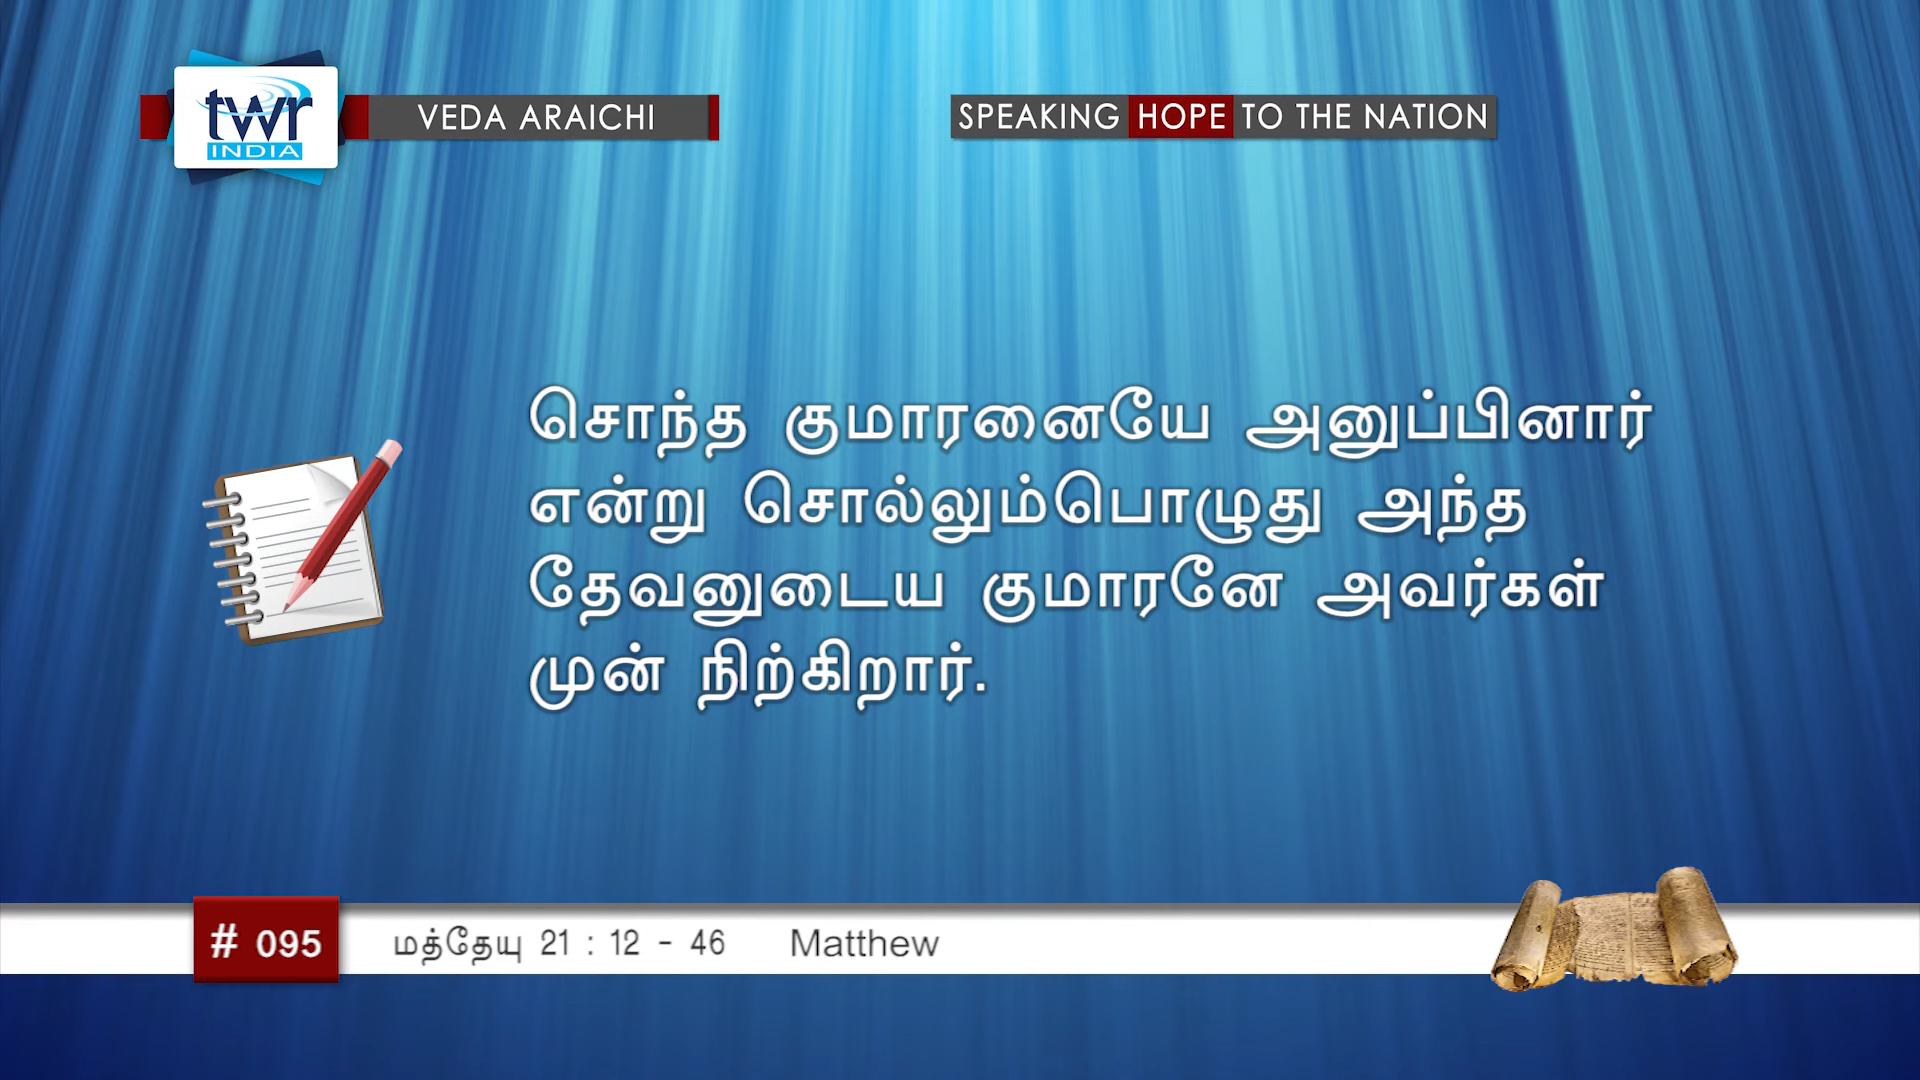 twr
INDIA
VEDA ARAICHI
SPEAKING HOPE TO THE NATION
சொந்த குமாரனையே அனுப்பினார்
என்று சொல்லும்பொழுது அந்த
தேவனுடைய குமாரனே அவர்கள்
முன் நிற்கிறார்.
# 095
மத்தேயு 21 : 12 - 46 Matthew